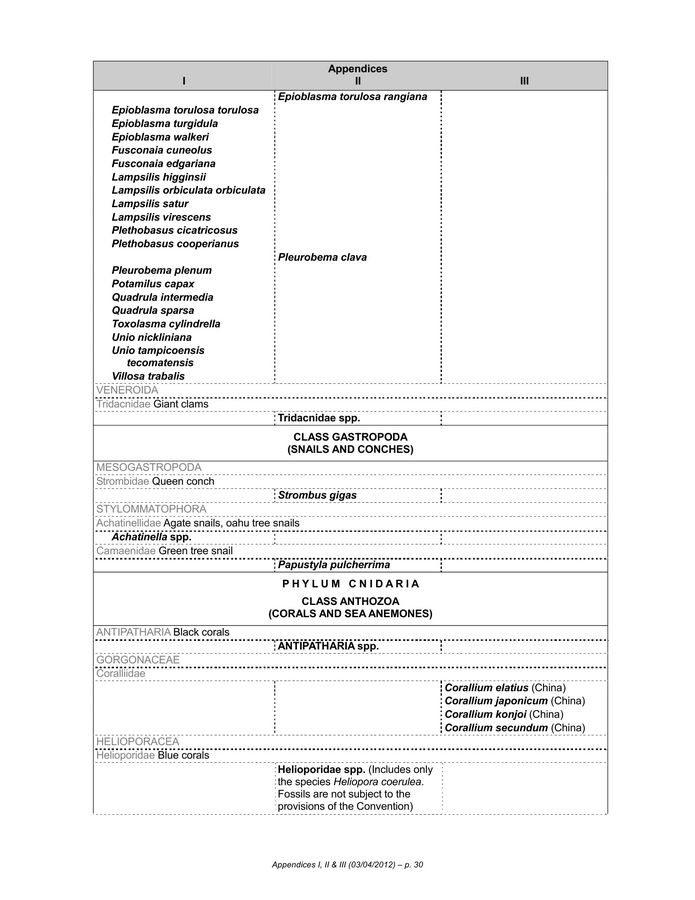 Appendices
I II III
Epioblasma torulosa rangiana
Epioblasma torulosa torulosa
Epioblasma turgidula
Epioblasma walkeri
Fusconaia cuneolus
Fusconaia edgariana
Lampsilis higginsii
Lampsilis orbiculata orbiculata
Lampsilis satur
Lampsilis virescens
Plethobasus cicatricosus
Plethobasus cooperianus
Pleurobema clava
Pleurobema plenum
Potamilus capax
Quadrula intermedia
Quadrula sparsa
Toxolasma cylindrella
Unio nickliniana
Unio tampicoensis
tecomatensis
Villosa trabalis
VENEROIDA
Tridacnidae Giant clams
Tridacnidae spp.
CLASS GASTROPODA
(SNAILS AND CONCHES)
MESOGASTROPODA
Strombidae Queen conch
Strombus gigas
STYLOMMATOPHORA
Achatinellidae Agate snails, oahu tree snails
Achatinella spp.
Camaenidae Green tree snail
Papustyla pulcherrima
PHYLUM CNIDARIA
CLASS ANTHOZOA
(CORALS AND SEA ANEMONES)
ANTIPATHARIA Black corals
ANTIPATHARIA spp.
GORGONACEAE
Coralliidae
Corallium elatius (China)
Corallium japonicum (China)
Corallium konjoi (China)
Corallium secundum (China)
HELIOPORACEA
Helioporidae Blue corals
Helioporidae spp. (Includes only
the species Heliopora coerulea.
Fossils are not subject to the
provisions of the Convention)
Appendices I, II & III (03/04/2012) – p. 30